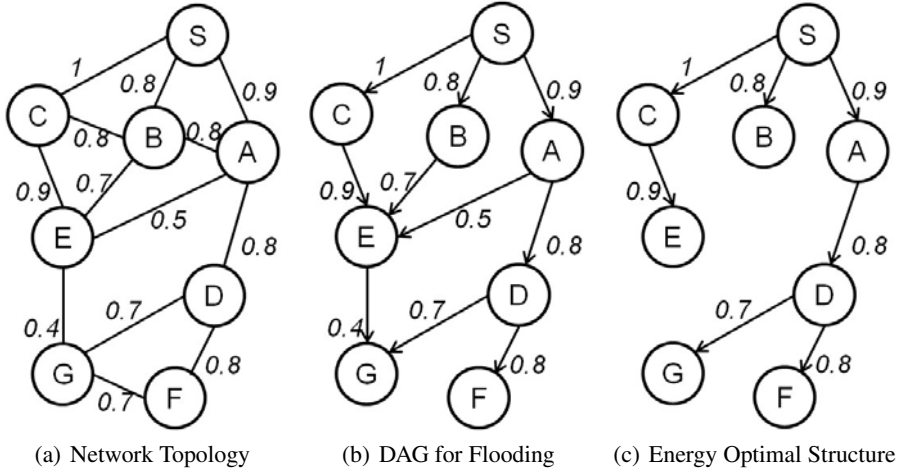 S
1
0.8
0.9
C
B
A
0.8
0.8
0.9
0.7
0.5
E
0.8
D
0.7
0.4
0.8
G
F
0.7
(a) Network Topology
S
1
0.8
0.9
C
B
A
0.9
0.7
0.5
E
0.8
D
0.7
0.4
0.8
G
F
(b) DAG for Flooding
S
1
0.8
0.9
C
B
A
0.9
E
0.8
D
0.7
0.8
G
F
(c) Energy Optimal Structure